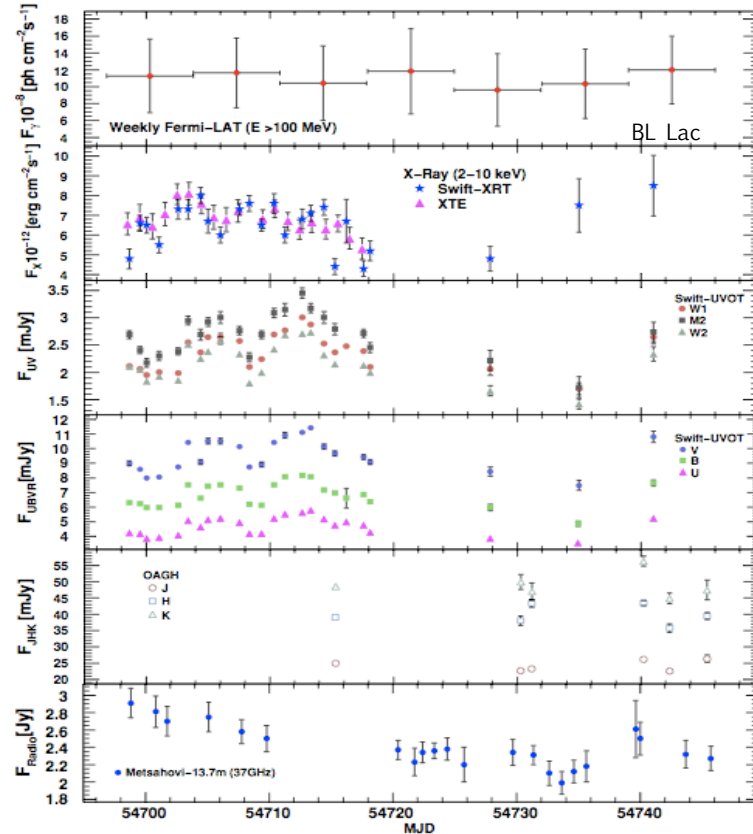 F_γ 10^-8 [ph cm^-2 s^-1]
18
16
14
12
10
8
6
4
Weekly Fermi-LAT (E >100 MeV)
BL Lac
F_X 10^-12 [erg cm^-2 s^-1]
10
9
8
7
6
5
4
X-Ray (2-10 keV)
Swift-XRT
XTE
F_UV [mJy]
3.5
3
2.5
2
1.5
Swift-UVOT
W1
M2
W2
F_UBVR [mJy]
12
11
10
9
8
7
6
5
4
Swift-UVOT
V
B
U
F_JHK [mJy]
55
50
45
40
35
30
25
20
OAGH
J
H
K
F_Radio [Jy]
3
2.8
2.6
2.4
2.2
2
1.8
Metsahovi-13.7m (37GHz)
54700 54710 54720 54730 54740
MJD